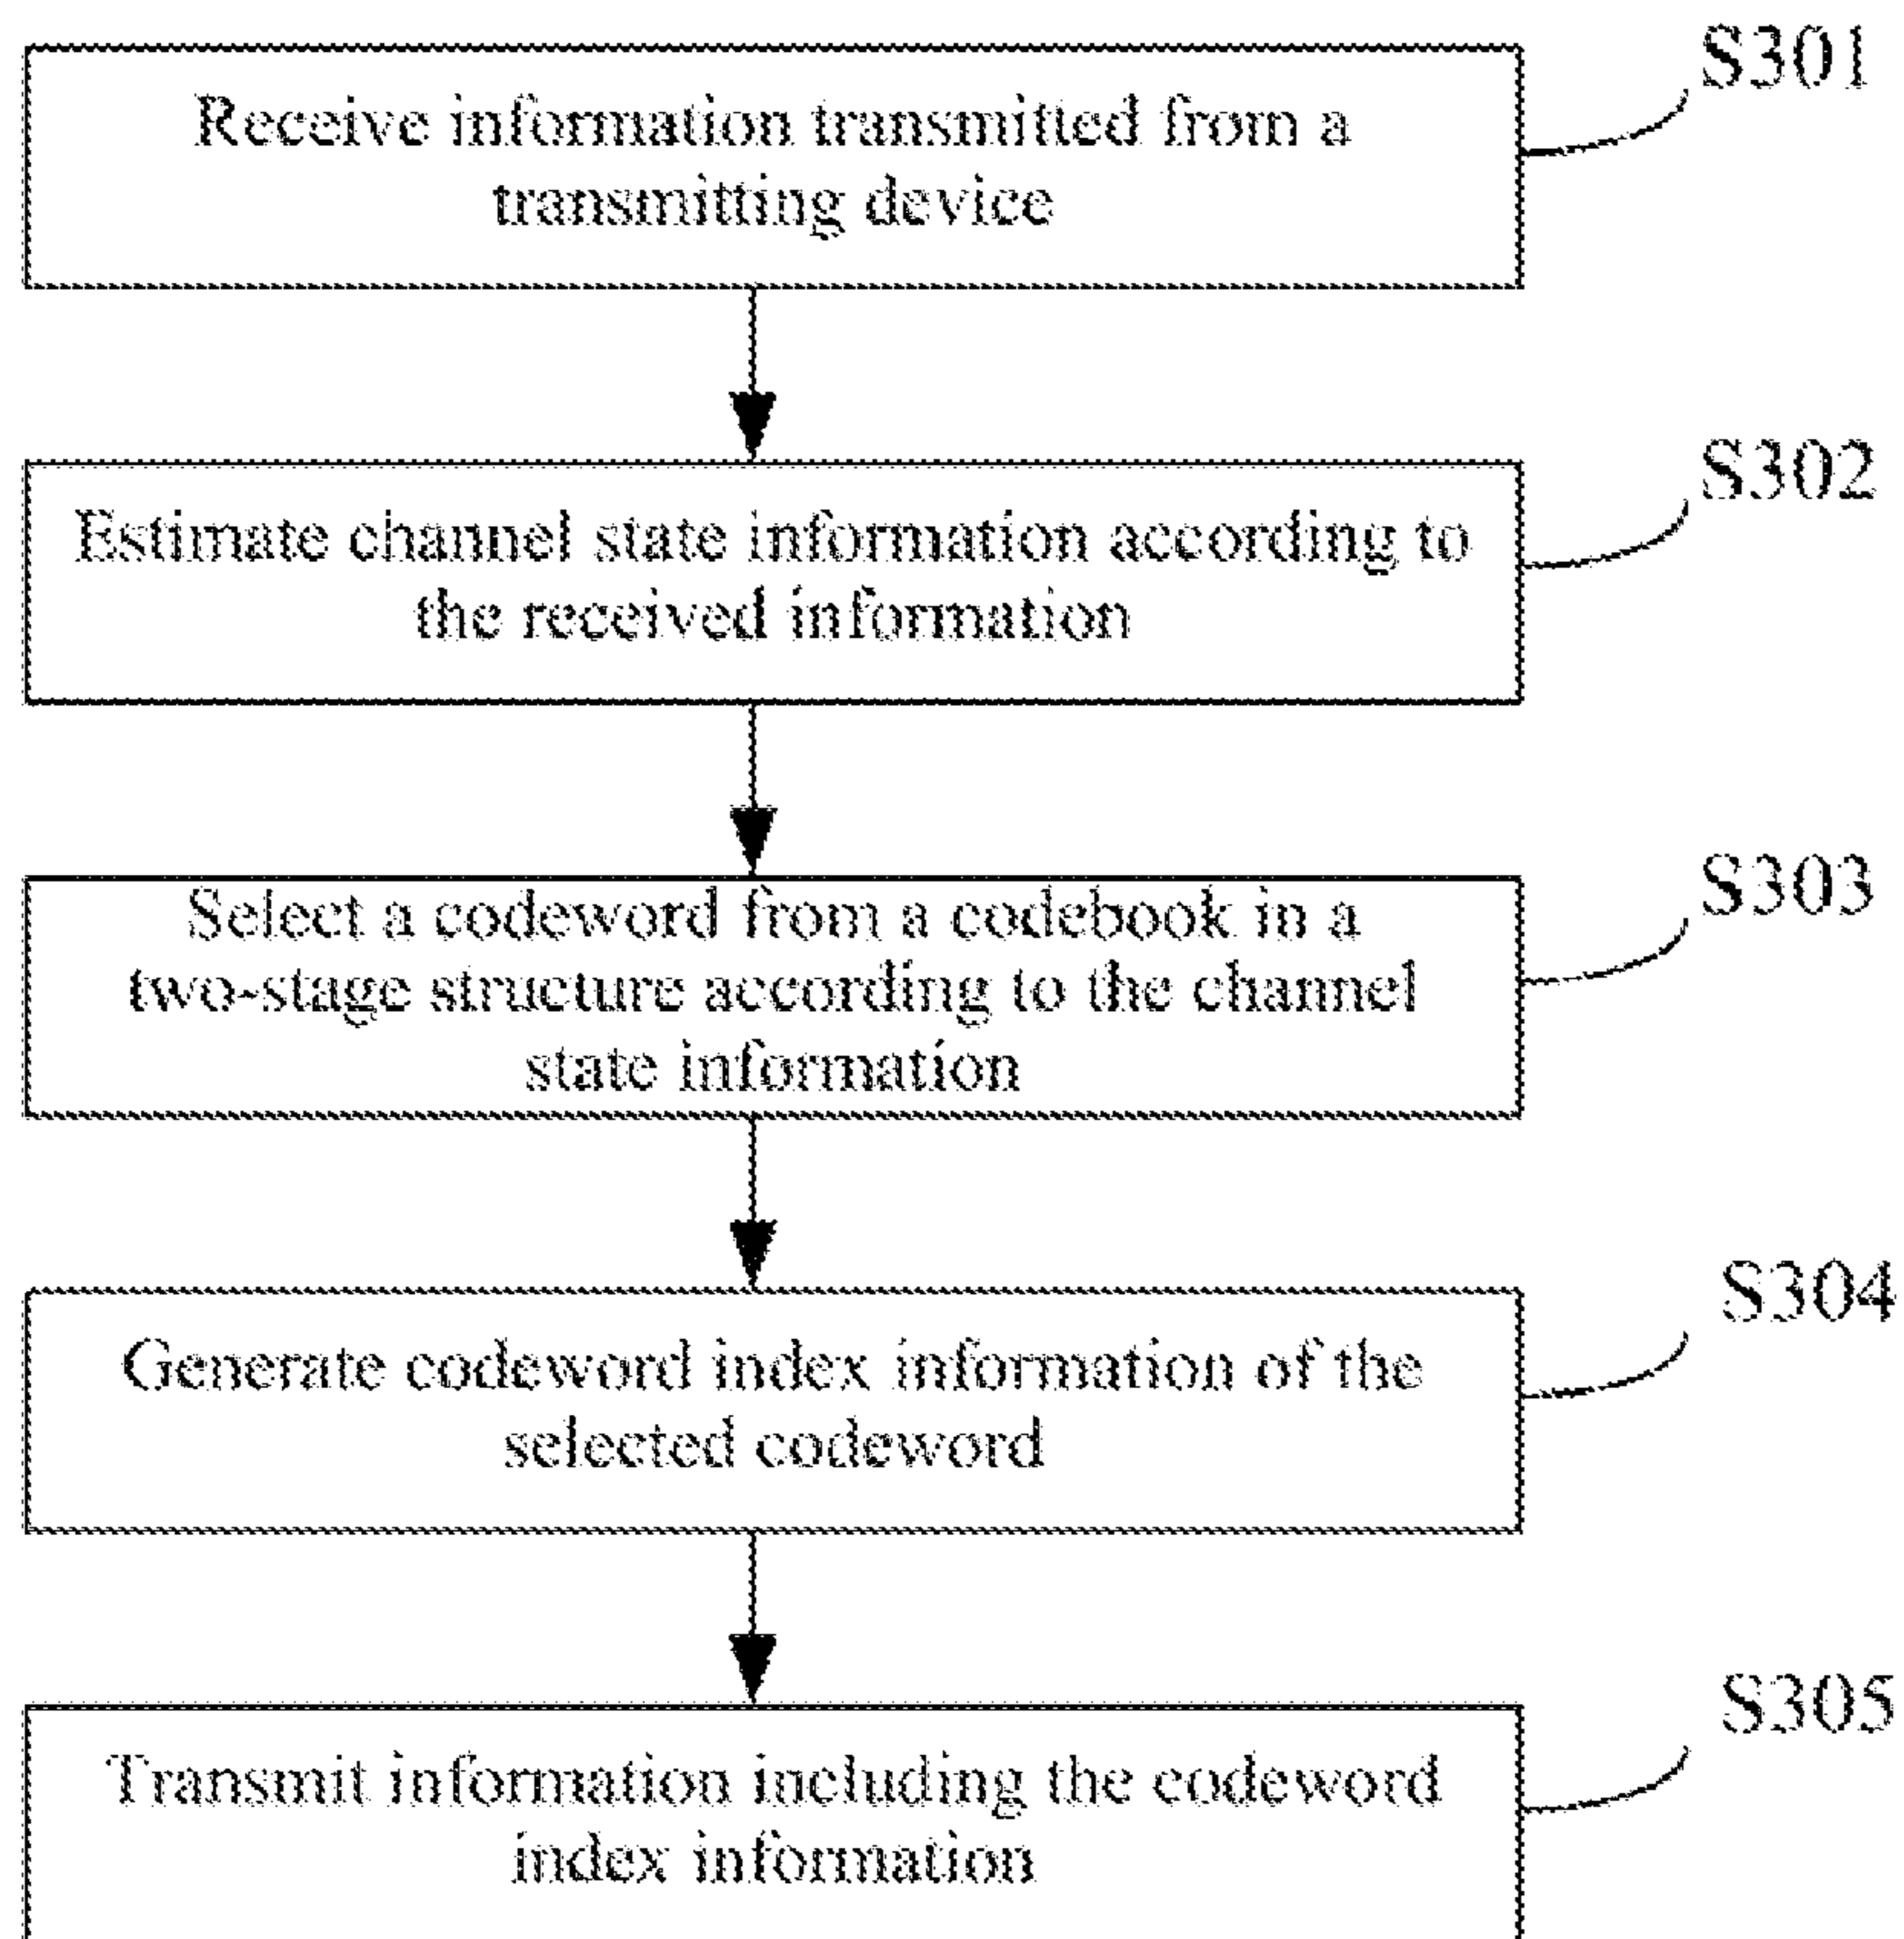 S301
Receive information transmitted from a
transmitting device
S302
Estimate channel state information according to
the received information
S303
Select a codeword from a codebook in a
two-stage structure according to the channel
state information
S304
Generate codeword index information of the
selected codeword
S305
Transmit information including the codeword
index information